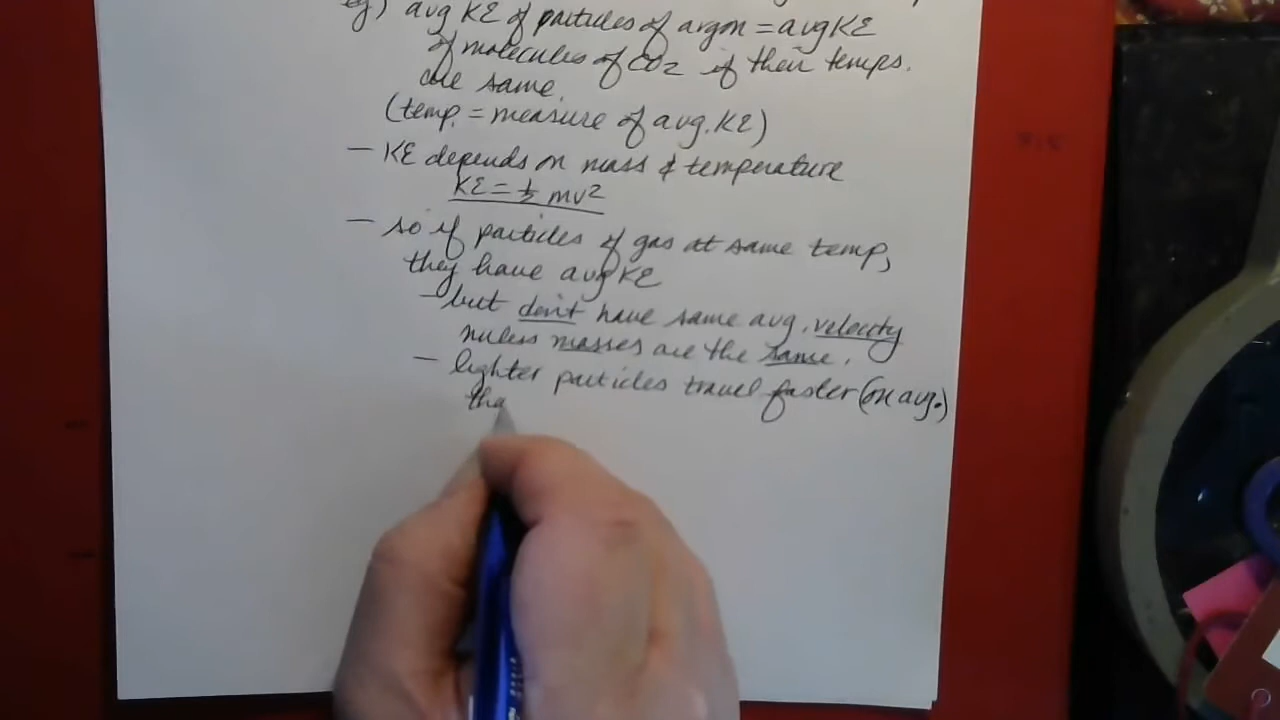 eg) avg KE of particles of argon = avg KE
of molecules of CO2 if their temps.
are same.
(temp. = measure of avg. KE)
- KE depends on mass & temperature
KE = 1/2 mv²
- so if particles of gas at same temp,
they have avg KE
- but don't have same avg. velocity
unless masses are the same.
- lighter particles travel faster (on avg.)
tha